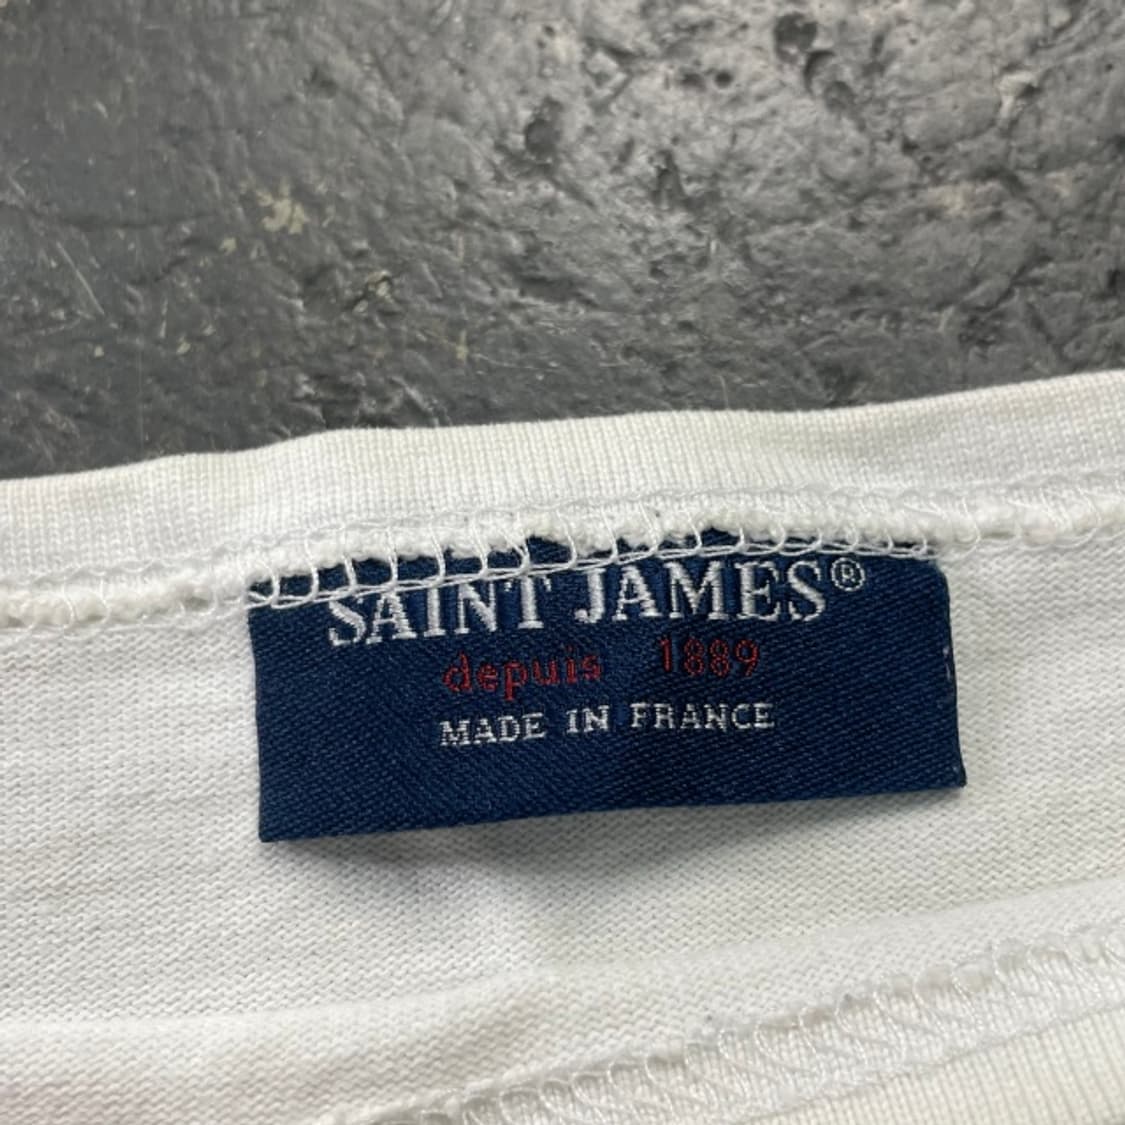 SAINT JAMES®
depuis 1889
MADE IN FRANCE